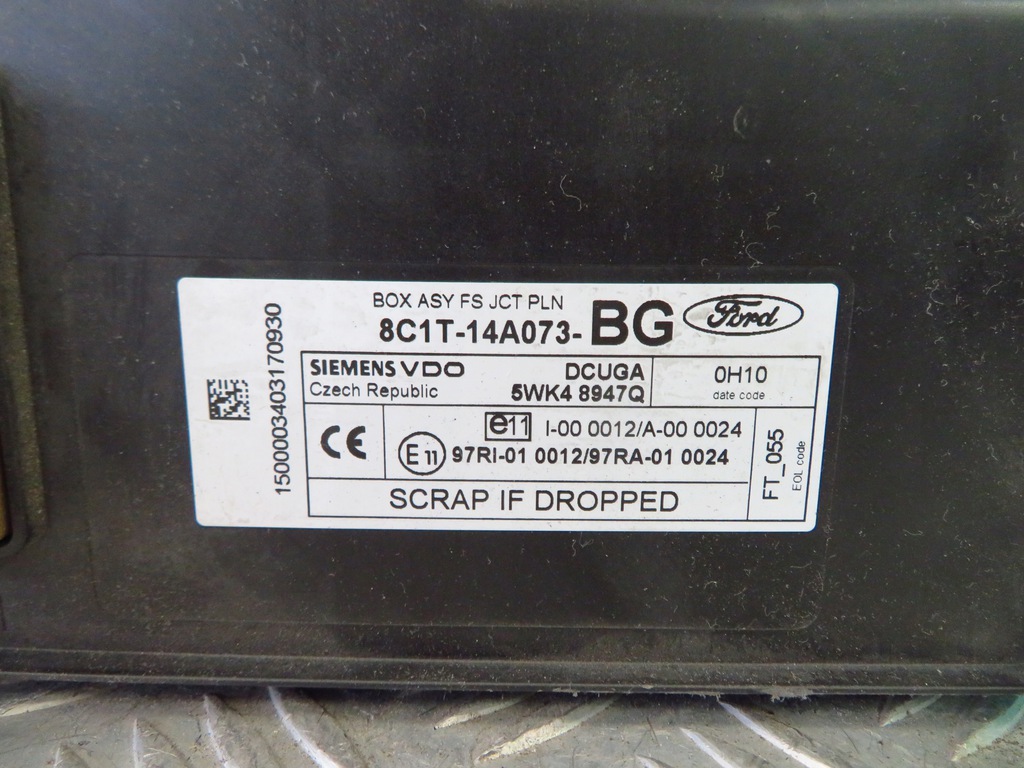 BOX ASY FS JCT PLN
8C1T-14A073-BG
Ford
SIEMENS VDO
Czech Republic
DCUGA
5WK4 8947Q
0H10
date code
CE
e11 I-00 0012/A-00 0024
E11 97RI-01 0012/97RA-01 0024
SCRAP IF DROPPED
FT_055
EOL code
1500003403170930